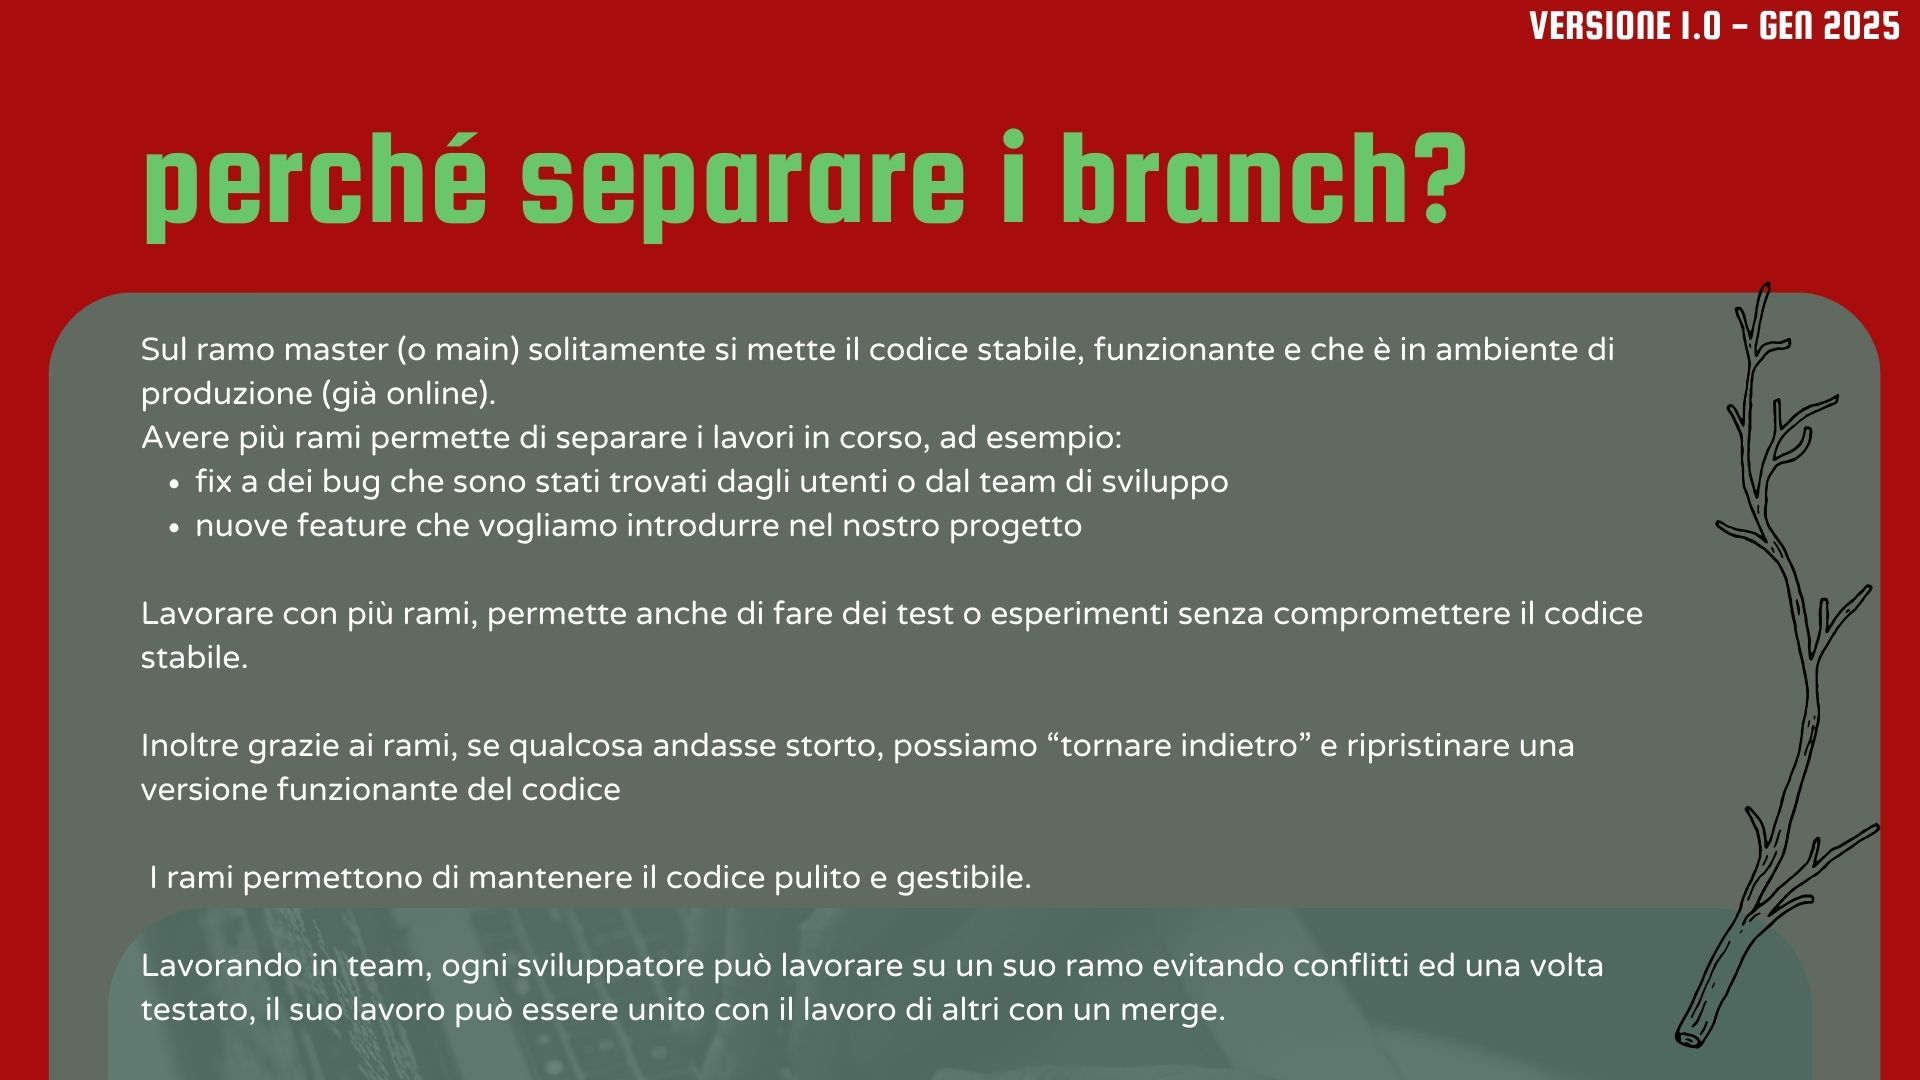 VERSIONE 1.0 - GEN 2025
perché separare i branch?
Sul ramo master (o main) solitamente si mette il codice stabile, funzionante e che è in ambiente di
produzione (già online).
Avere più rami permette di separare i lavori in corso, ad esempio:
• fix a dei bug che sono stati trovati dagli utenti o dal team di sviluppo
• nuove feature che vogliamo introdurre nel nostro progetto
Lavorare con più rami, permette anche di fare dei test o esperimenti senza compromettere il codice
stabile.
Inoltre grazie ai rami, se qualcosa andasse storto, possiamo “tornare indietro” e ripristinare una
versione funzionante del codice
I rami permettono di mantenere il codice pulito e gestibile.
Lavorando in team, ogni sviluppatore può lavorare su un suo ramo evitando conflitti ed una volta
testato, il suo lavoro può essere unito con il lavoro di altri con un merge.